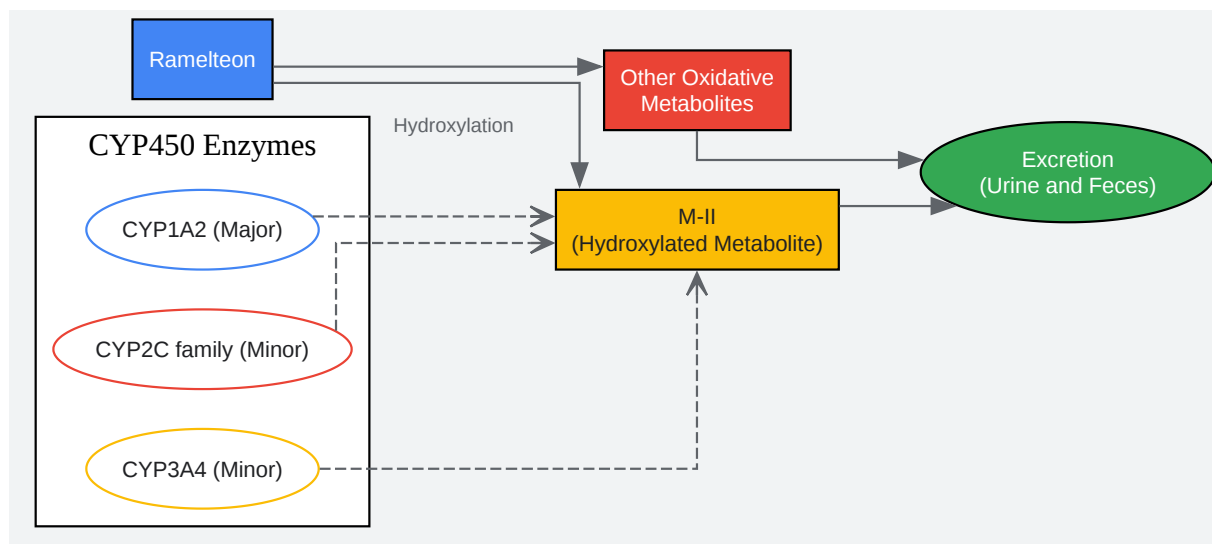 Ramelteon
Other Oxidative
Metabolites
Hydroxylation
CYP450 Enzymes
Excretion
(Urine and Feces)
CYP1A2 (Major)
M-II
(Hydroxylated Metabolite)
CYP2C family (Minor)
CYP3A4 (Minor)